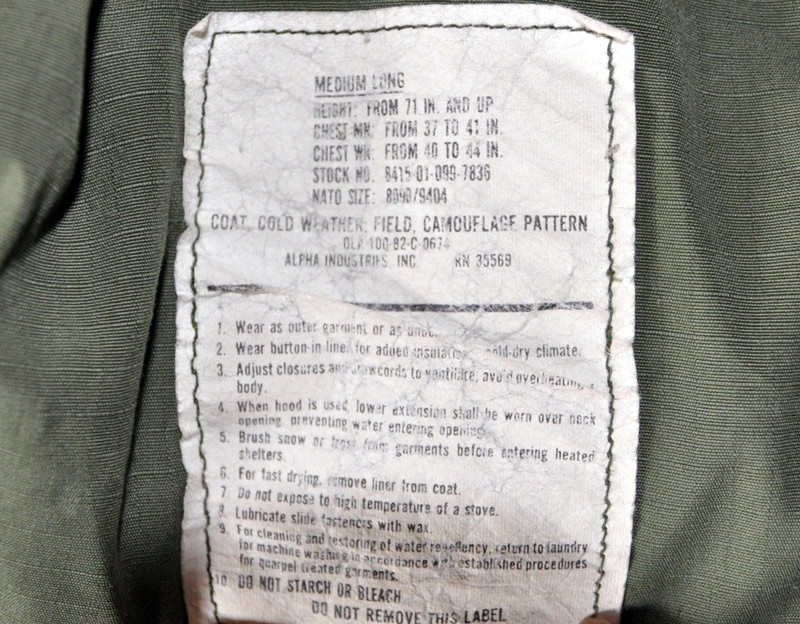 MEDIUM LONG
HEIGHT: FROM 71 IN. AND UP
CHEST MN: FROM 37 TO 41 IN.
CHEST WN: FROM 40 TO 44 IN.
STOCK NO. 8415-01-099-7836
NATO SIZE: /9404
COAT, COLD WEATHER, FIELD, CAMOUFLAGE PATTERN
100-82-C-0674
ALPHA INDUSTRIES, INC. RN 35569
1. Wear as outer garment or as
2. Wear button-in liner for added insulation cold-dry climate.
3. Adjust closures and drawcords to ventilate, avoid overheating
body.
4. When hood is used lower extension shall be worn over neck
opening, preventing water entering opening.
5. Brush snow or frost from garments before entering heated
shelters.
6. For fast drying, remove liner from coat.
7. Do not expose to high temperature of a stove.
8. Lubricate slide fasteners with wax.
9. For cleaning and restoring of water repellency, return to laundry
for machine washing in accordance with established procedures
for quarpel treated garments.
10. DO NOT STARCH OR BLEACH
DO NOT REMOVE THIS LABEL